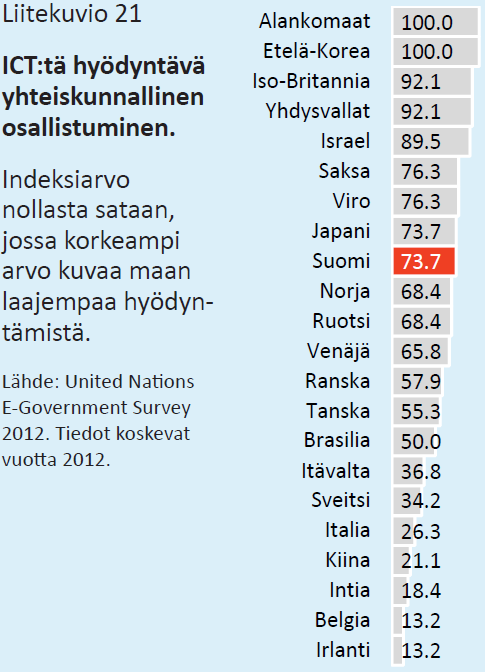 Liitekuvio 21
ICT:tä hyödyntävä
yhteiskunnallinen
osallistuminen.
Indeksiarvo
nollasta sataan,
jossa korkeampi
arvo kuvaa maan
laajempaa hyödyn-
tämistä.
Lähde: United Nations
E-Government Survey
2012. Tiedot koskevat
vuotta 2012.
Alankomaat 100.0
Etelä-Korea 100.0
Iso-Britannia 92.1
Yhdysvallat 92.1
Israel 89.5
Saksa 76.3
Viro 76.3
Japani 73.7
Suomi 73.7
Norja 68.4
Ruotsi 68.4
Venäjä 65.8
Ranska 57.9
Tanska 55.3
Brasilia 50.0
Itävalta 36.8
Sveitsi 34.2
Italia 26.3
Kiina 21.1
Intia 18.4
Belgia 13.2
Irlanti 13.2